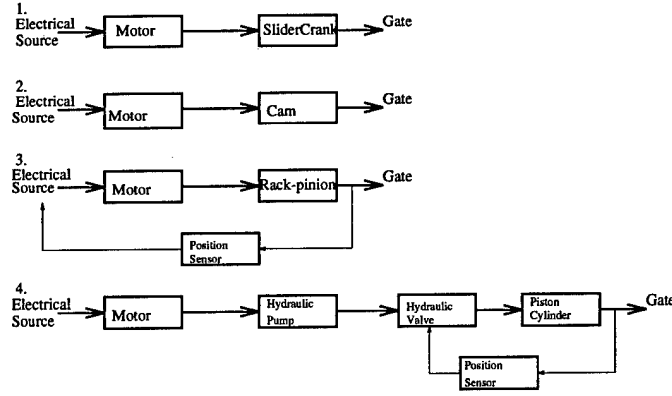 1.
Electrical
Source
Motor
SliderCrank
Gate
2.
Electrical
Source
Motor
Cam
Gate
3.
Electrical
Source
Motor
Rack-pinion
Gate
Position
Sensor
4.
Electrical
Source
Motor
Hydraulic
Pump
Hydraulic
Valve
Piston
Cylinder
Gate
Position
Sensor